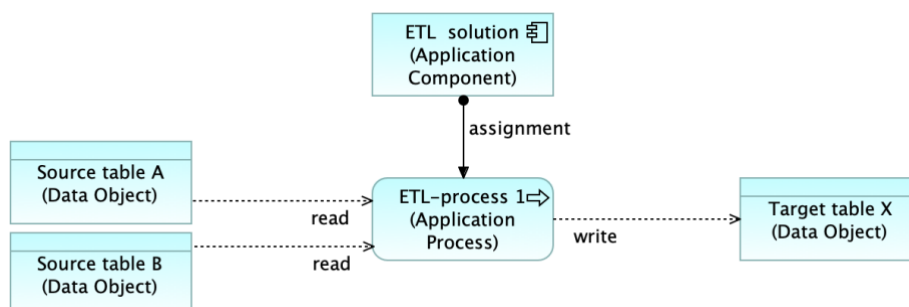 ETL solution
(Application
Component)
assignment
Source table A
(Data Object)
read
ETL-process 1
(Application
Process)
write
Target table X
(Data Object)
Source table B
(Data Object)
read